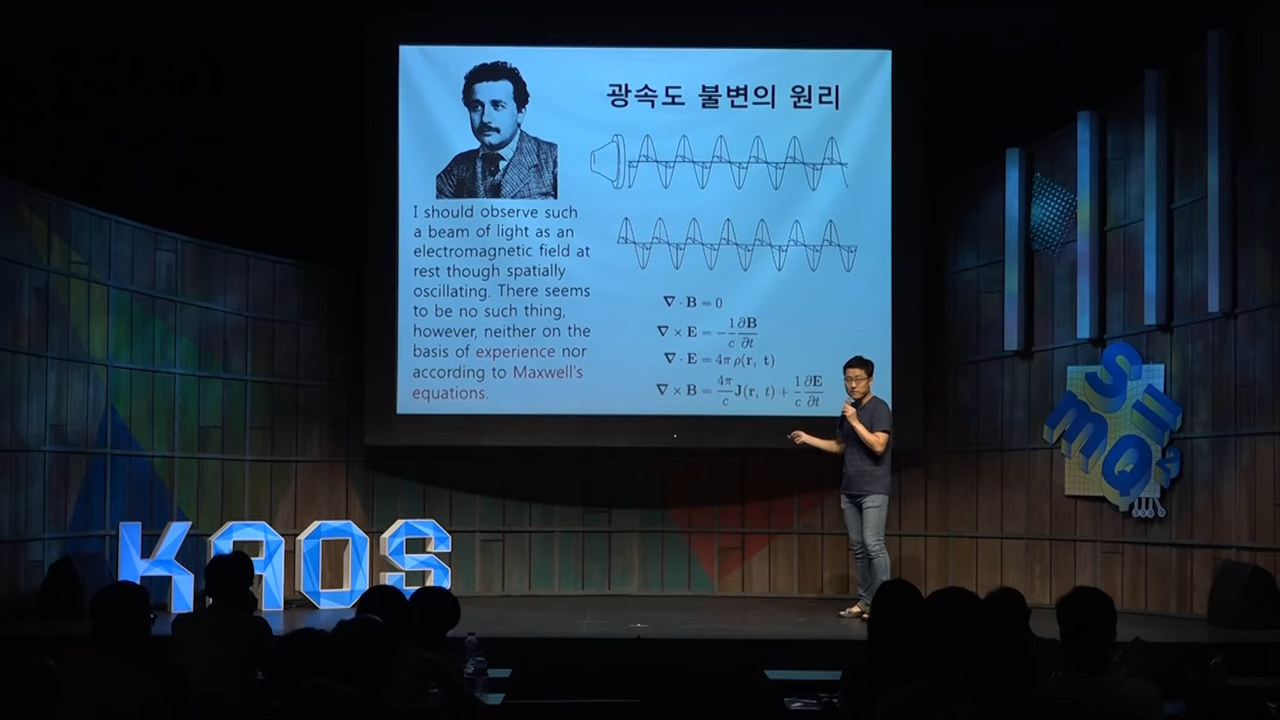 광속도 불변의 원리
I should observe such
a beam of light as an
electromagnetic field at
rest though spatially
oscillating. There seems
to be no such thing,
however, neither on the
basis of experience nor
according to Maxwell's
equations.
∇ · B = 0
∇ × E = −1/c ∂B/∂t
∇ · E = 4π ρ(r, t)
∇ × B = 4π/c J(r, t) + 1/c ∂E/∂t
KAOS